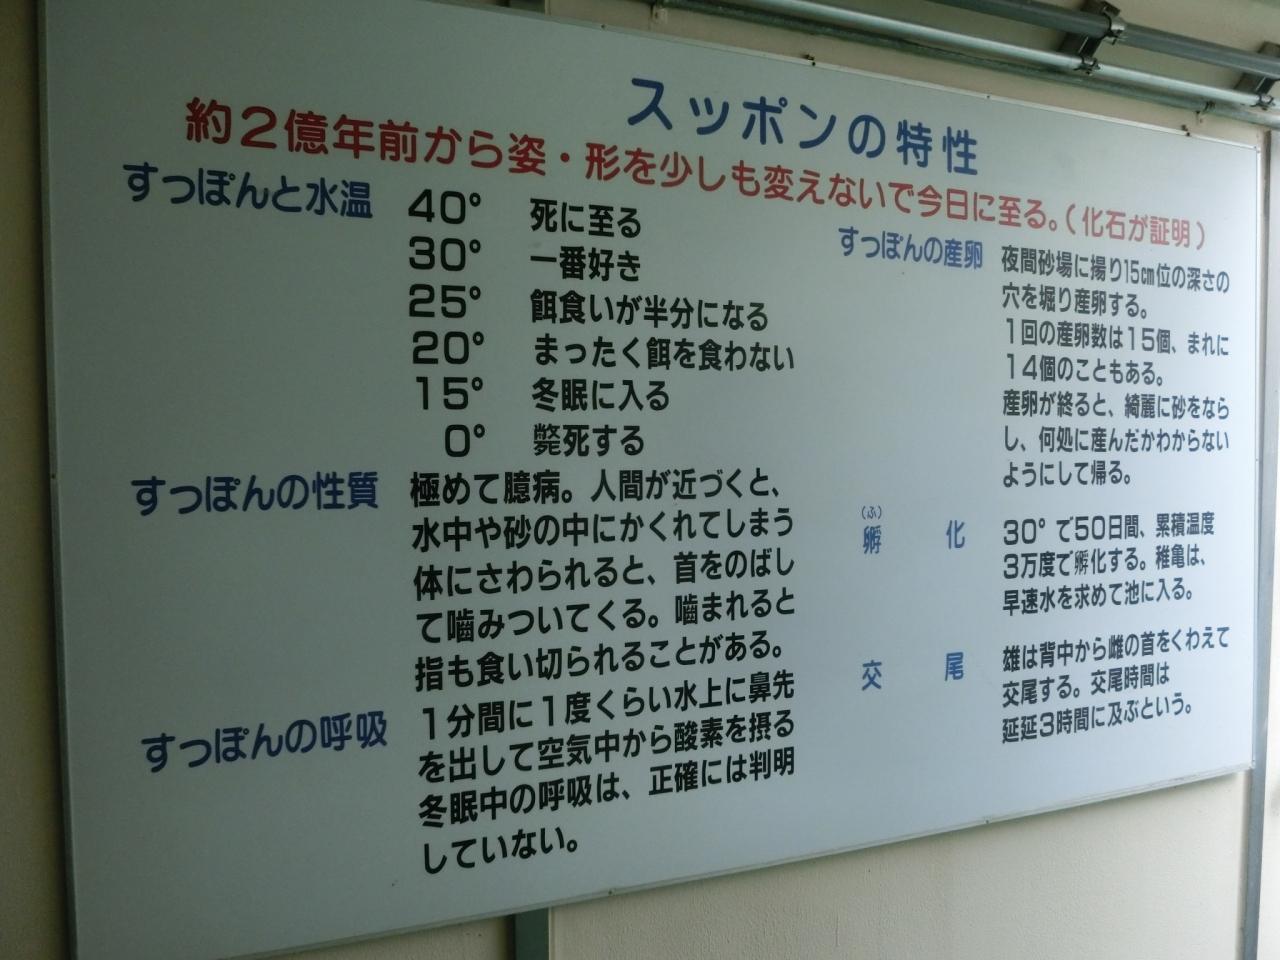 スッポンの特性
約２億年前から姿・形を少しも変えないで今日に至る。（化石が証明）
すっぽんと水温
40° 死に至る
30° 一番好き
25° 餌食いが半分になる
20° まったく餌を食わない
15° 冬眠に入る
0° 斃死する
すっぽんの性質
極めて臆病。人間が近づくと、
水中や砂の中にかくれてしまう
体にさわられると、首をのばし
て嚙みついてくる。嚙まれると
指も食い切られることがある。
すっぽんの呼吸
１分間に１度くらい水上に鼻先
を出して空気中から酸素を摂る
冬眠中の呼吸は、正確には判明
していない。
すっぽんの産卵
夜間砂場に揚り15㎝位の深さの
穴を堀り産卵する。
１回の産卵数は15個、まれに
14個のこともある。
産卵が終ると、綺麗に砂をなら
し、何処に産んだかわからない
ようにして帰る。
（ふ）
孵 化
30°で50日間、累積温度
３万度で孵化する。稚亀は、
早速水を求めて池に入る。
交 尾
雄は背中から雌の首をくわえて
交尾する。交尾時間は
延延３時間に及ぶという。